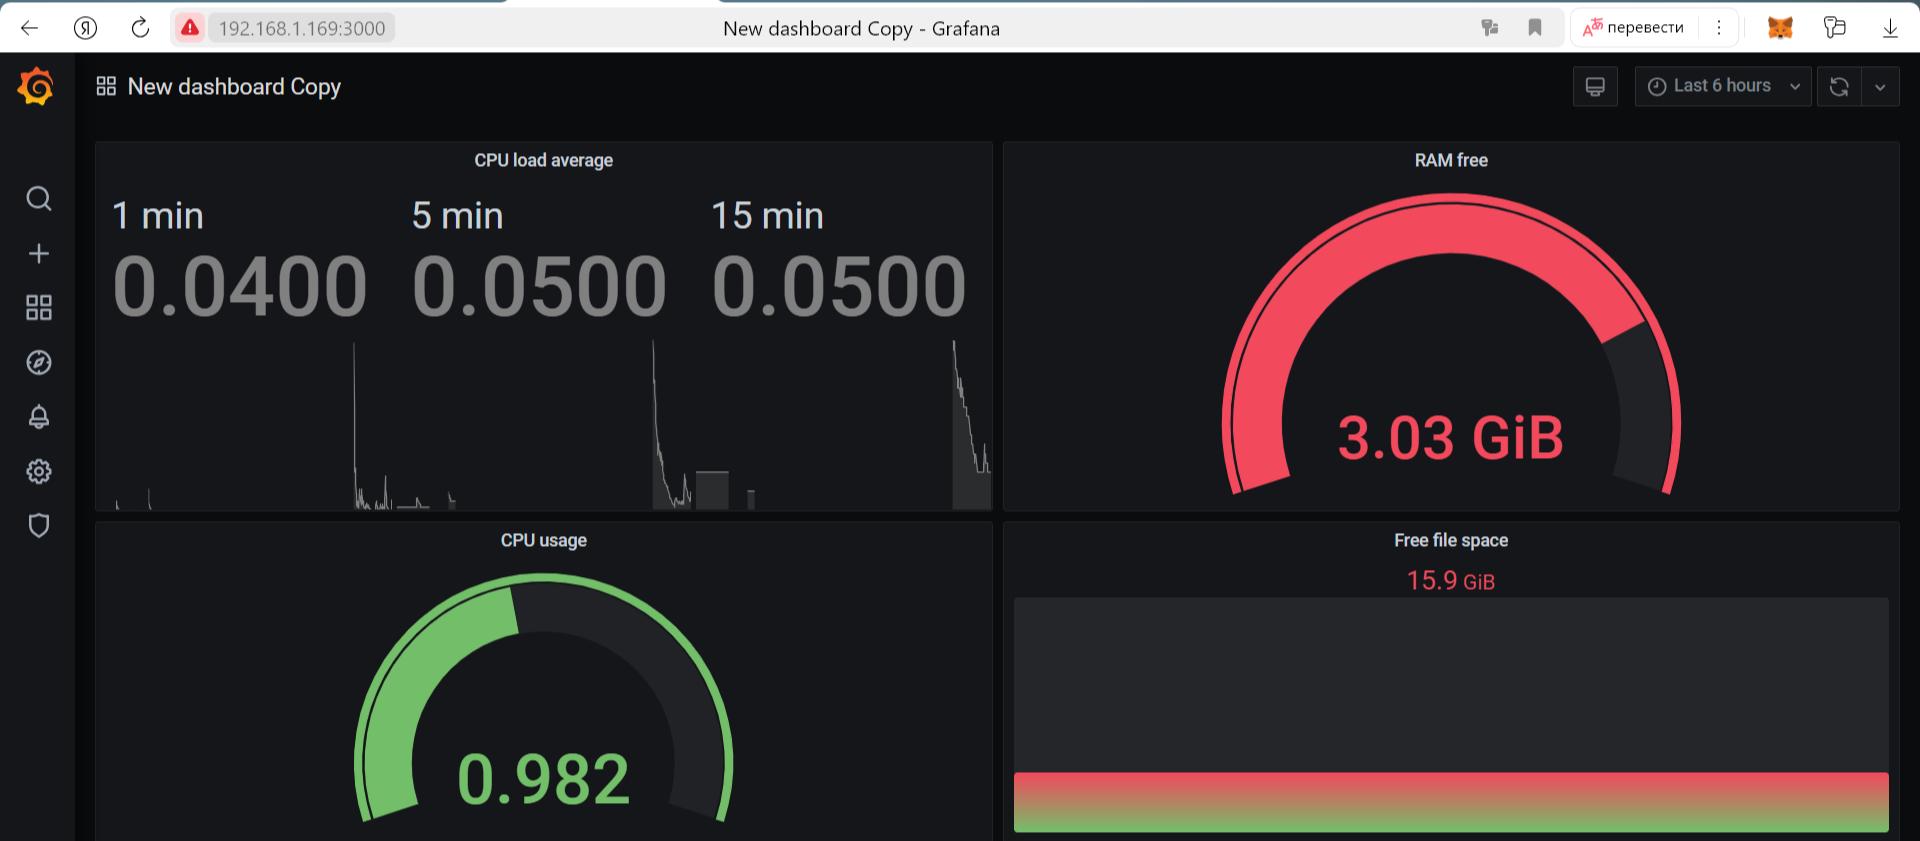 192.168.1.169:3000
New dashboard Copy - Grafana
перевести
New dashboard Copy
Last 6 hours
CPU load average
1 min
5 min
15 min
0.0400
0.0500
0.0500
RAM free
3.03 GiB
CPU usage
0.982
Free file space
15.9 GiB